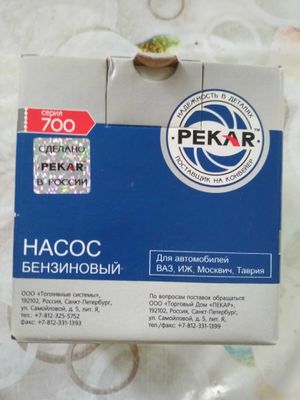 серия
700
СДЕЛАНО
PEKAR
В РОССИИ
НАДЕЖНОСТЬ В ДЕТАЛЯХ
PEKAR™
ПОСТАВЩИК НА КОНВЕЙЕР
НАСОС
БЕНЗИНОВЫЙ
Для автомобилей
ВАЗ, ИЖ, Москвич, Таврия
ООО «Топливные системы»,
192102, Россия, Санкт-Петербург,
ул. Самойловой, д. 5, лит. Я,
тел.: +7-812-325-5752
факс: +7-812-331-1393
По вопросам поставок обращаться
ООО «Торговый Дом «ПЕКАР»,
192102, Россия, Санкт-Петербург,
ул. Самойловой, д. 5, лит. Я,
тел./факс: +7-812-331-1399